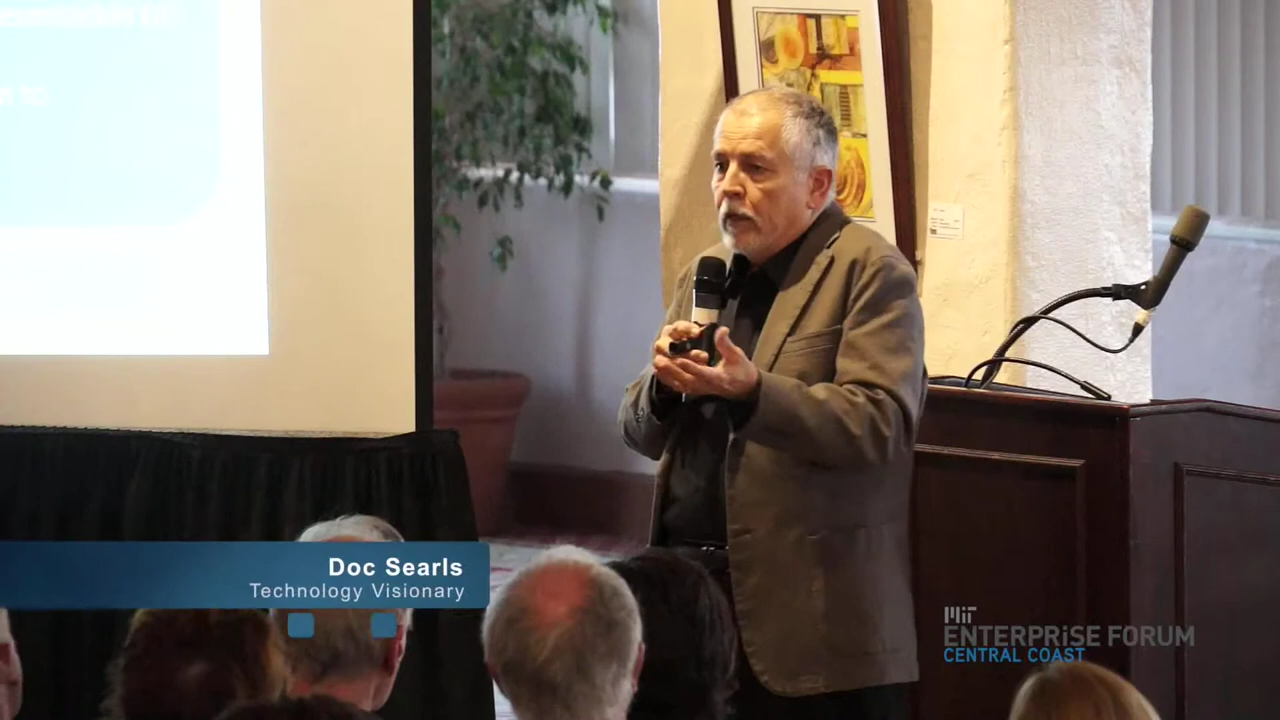 Doc Searls
Technology Visionary
MiT
ENTERPRiSE FORUM
CENTRAL COAST